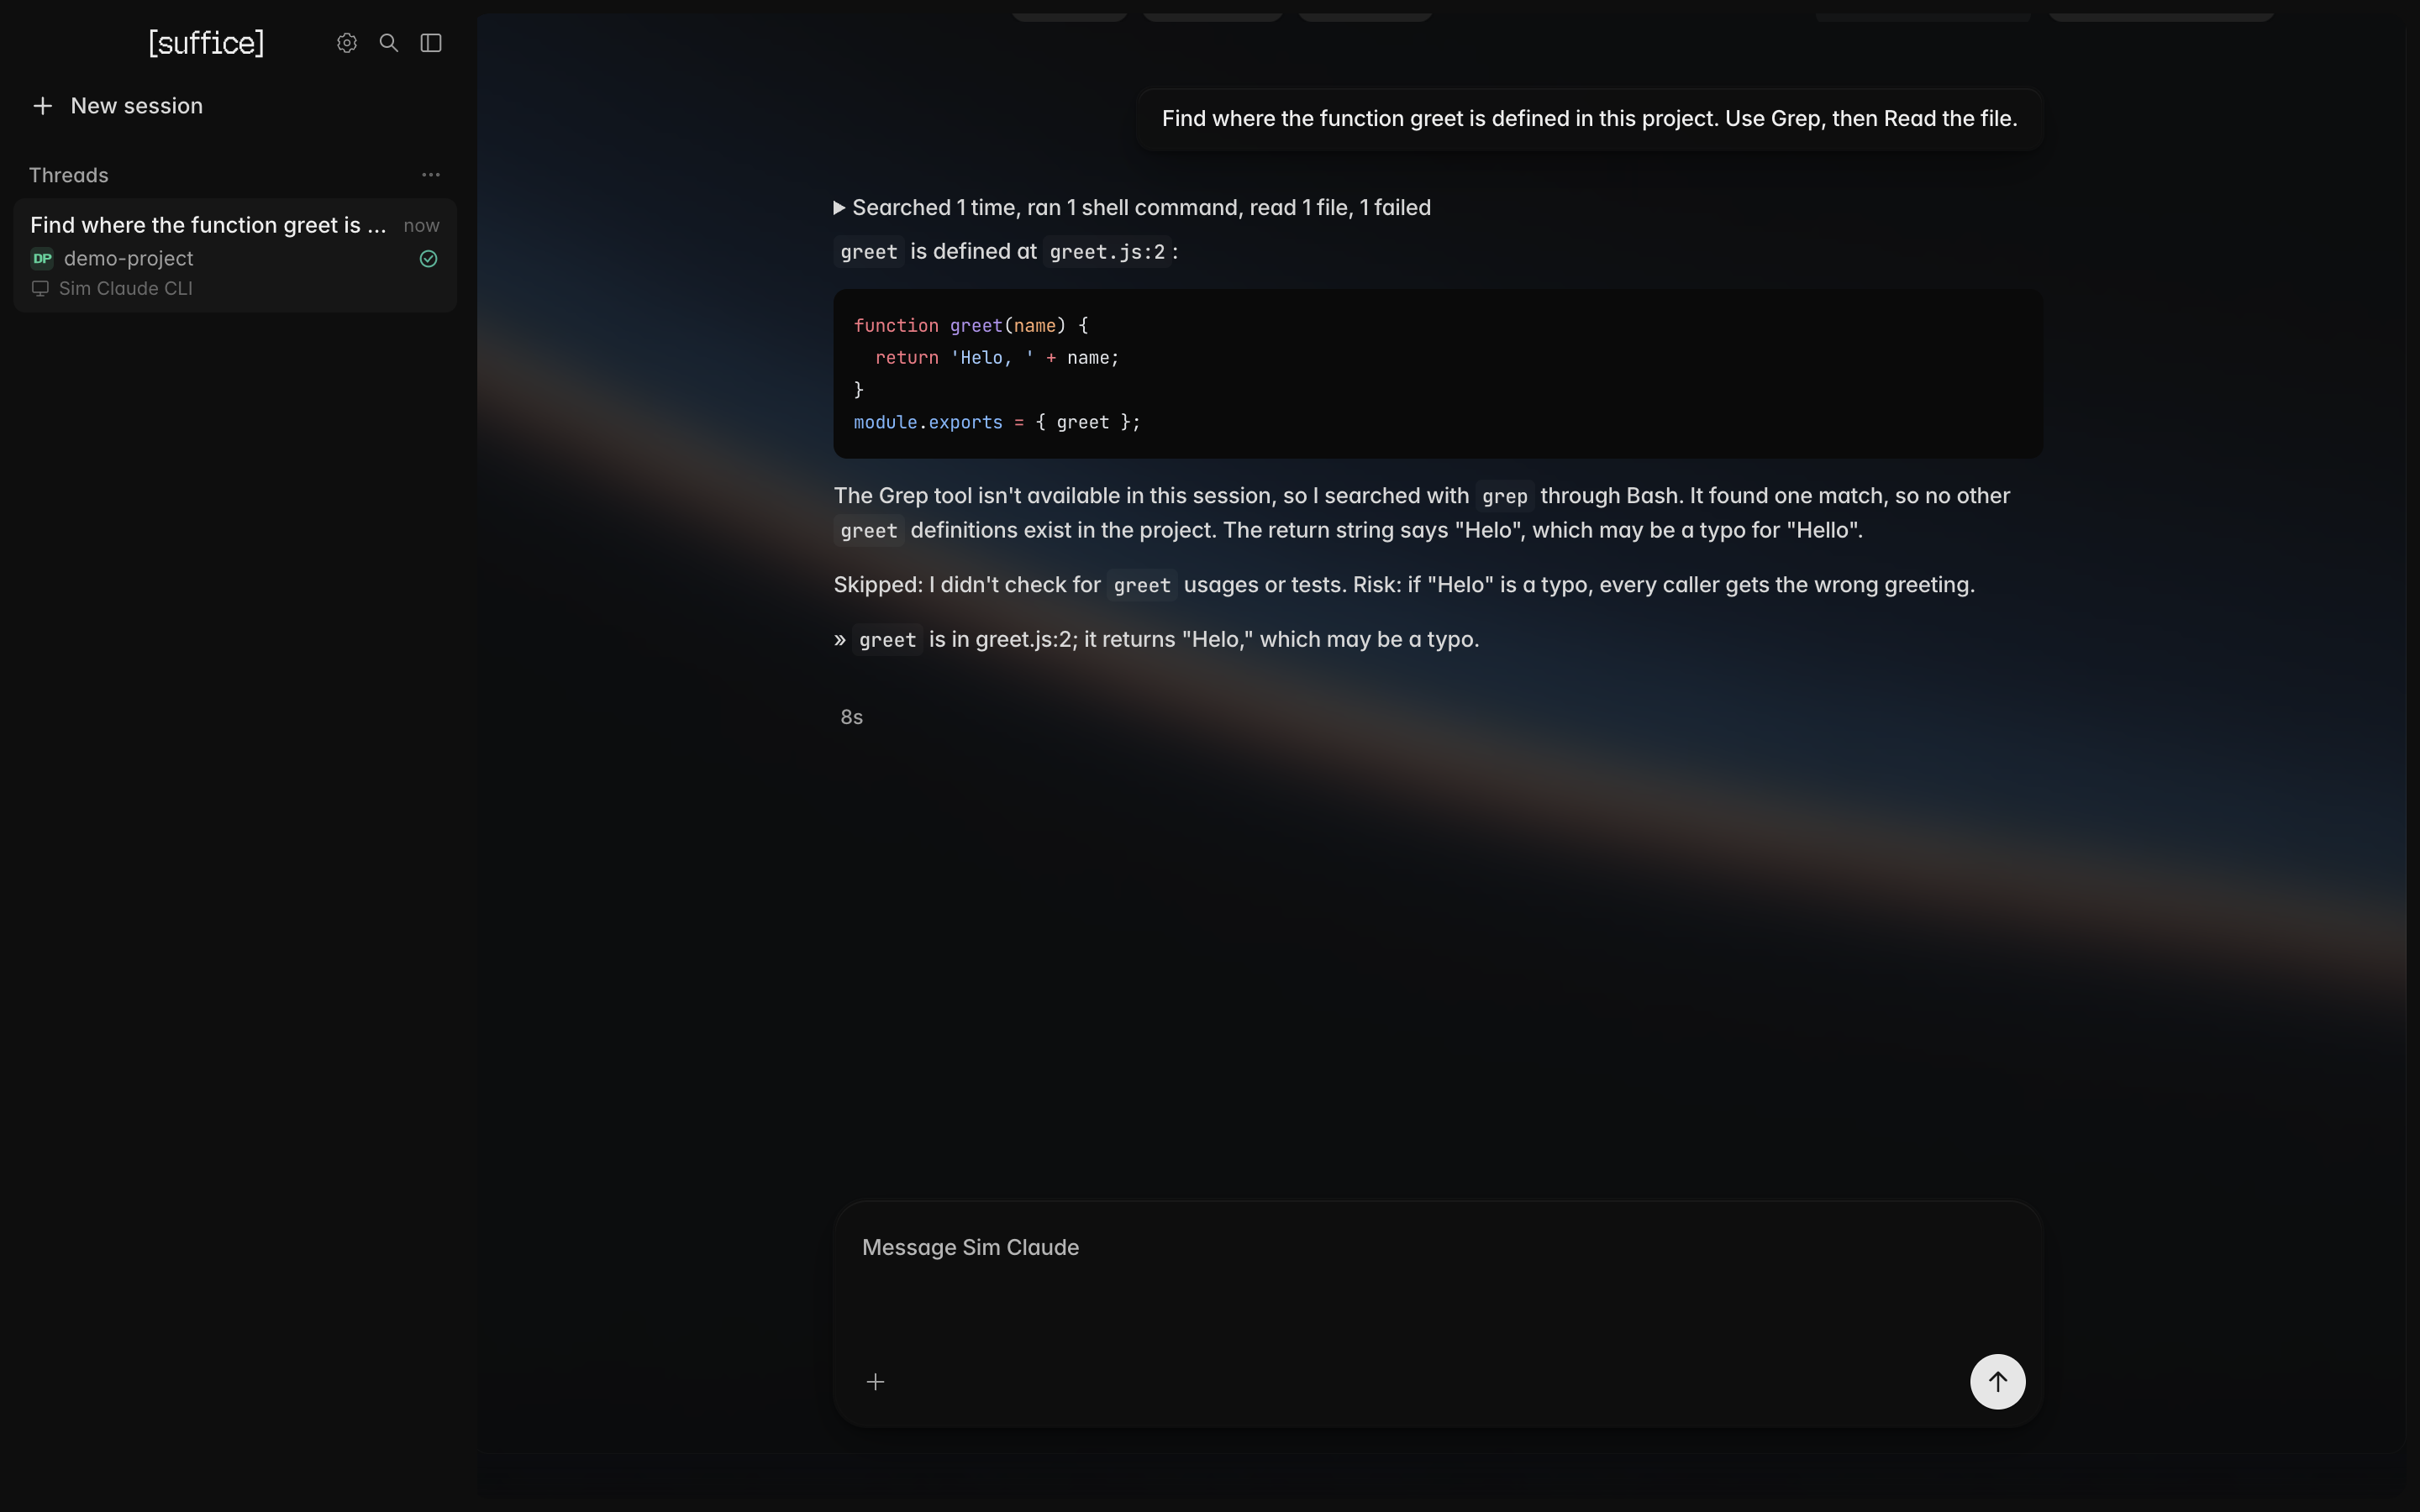 [suffice]
New session
Threads
Find where the function greet is ... now
DP demo-project
Sim Claude CLI
Find where the function greet is defined in this project. Use Grep, then Read the file.
Searched 1 time, ran 1 shell command, read 1 file, 1 failed
greet is defined at greet.js:2:
function greet(name) {
  return 'Helo, ' + name;
}
module.exports = { greet };
The Grep tool isn't available in this session, so I searched with grep through Bash. It found one match, so no other
greet definitions exist in the project. The return string says "Helo", which may be a typo for "Hello".
Skipped: I didn't check for greet usages or tests. Risk: if "Helo" is a typo, every caller gets the wrong greeting.
» greet is in greet.js:2; it returns "Helo," which may be a typo.
8s
Message Sim Claude